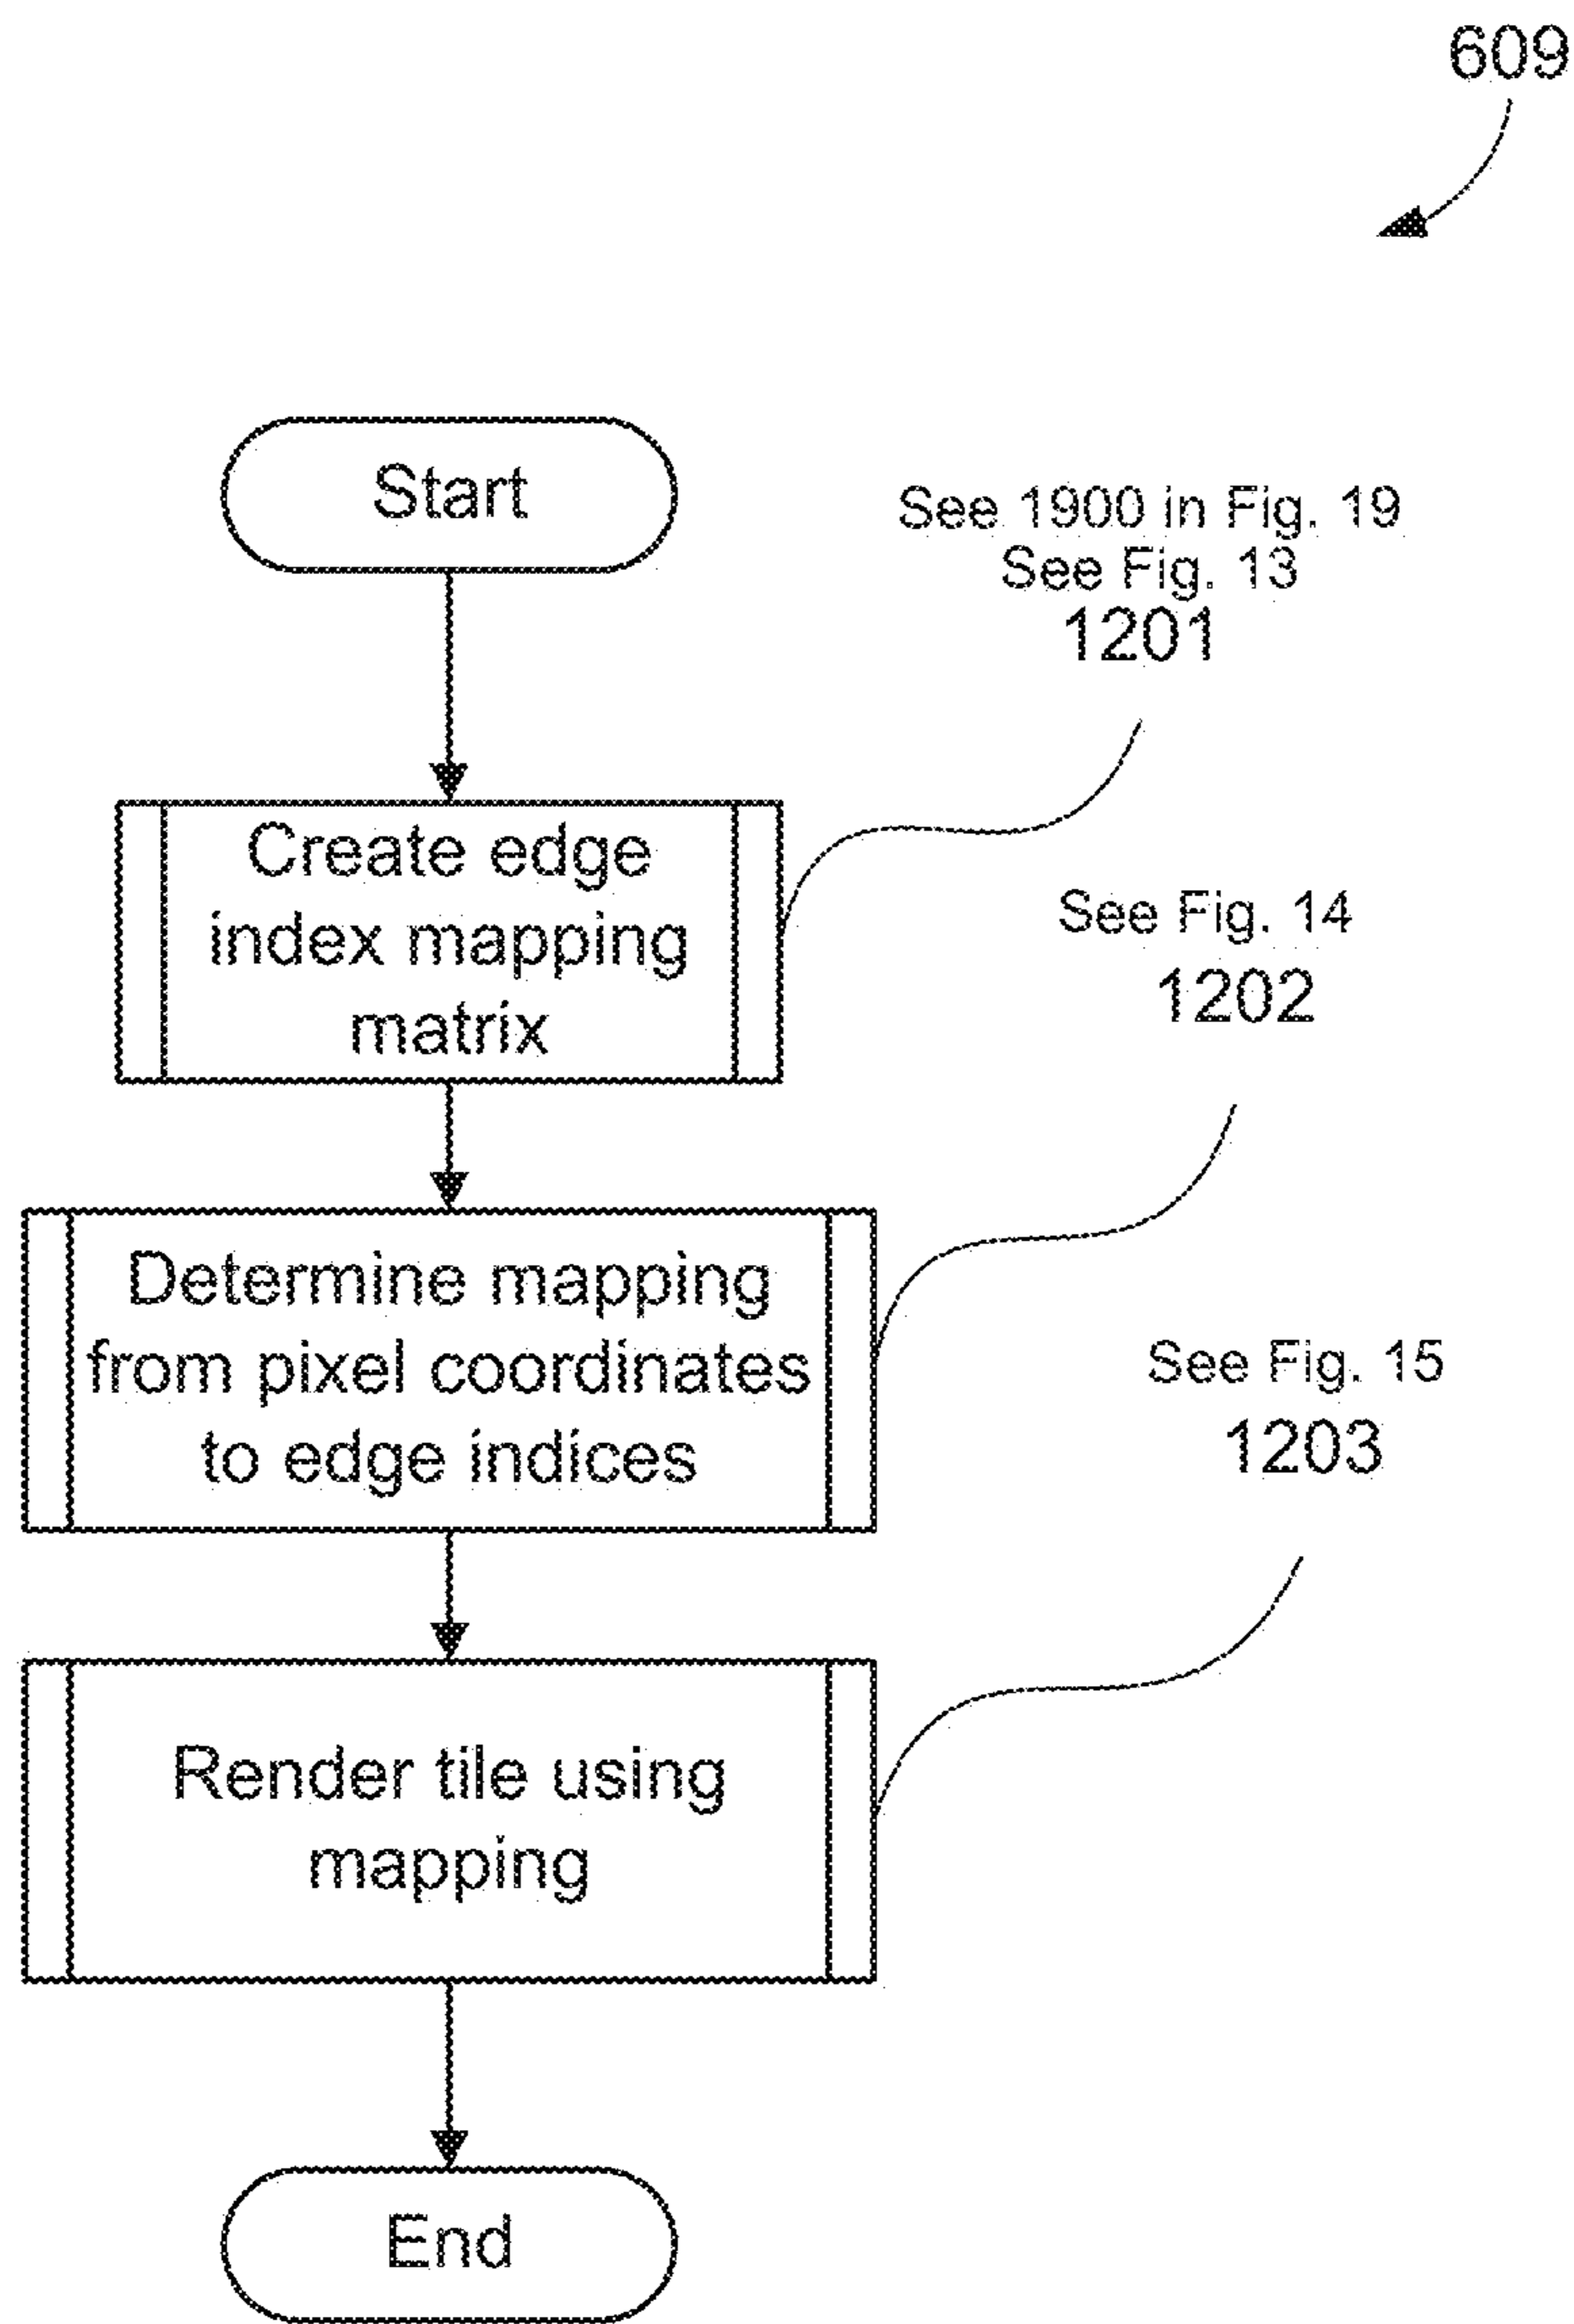 609
Start
See 1900 in Fig. 19
See Fig. 13
1201
Create edge
index mapping
matrix
See Fig. 14
1202
Determine mapping
from pixel coordinates
to edge indices
See Fig. 15
1203
Render tile using
mapping
End